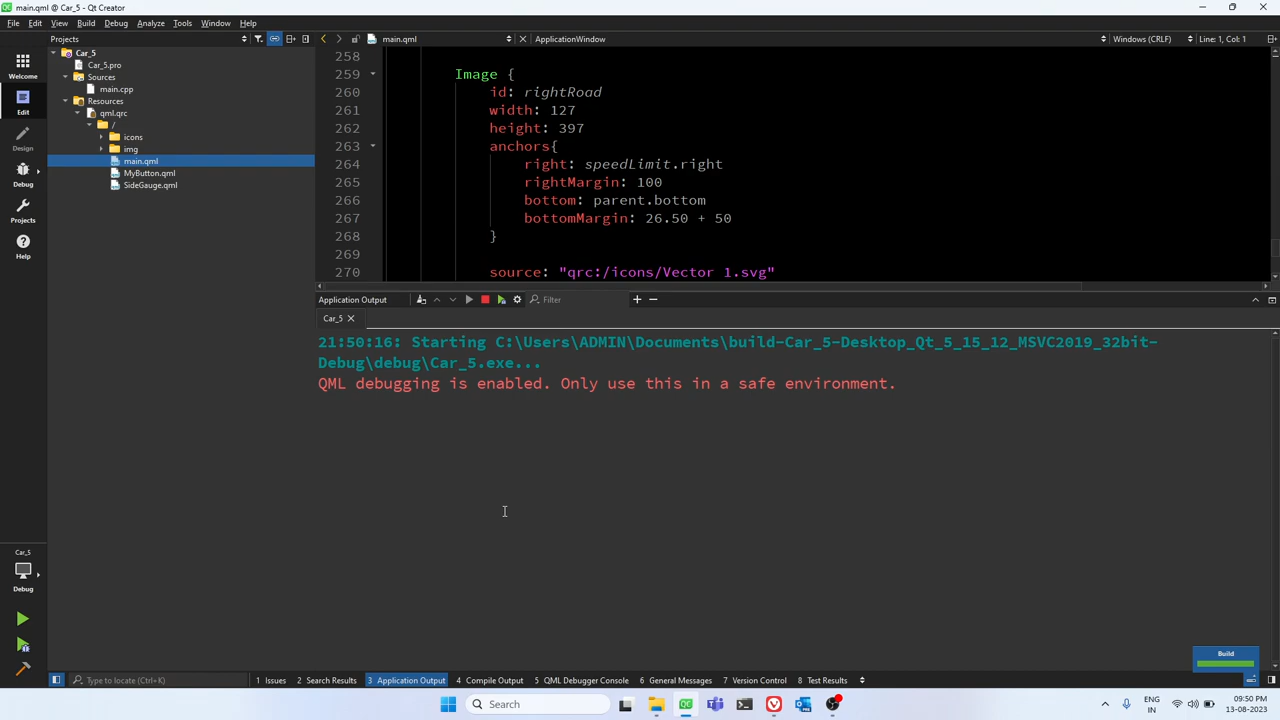 main.qml @ Car_5 - Qt Creator
File Edit View Build Debug Analyze Tools Window Help
Projects
main.qml
ApplicationWindow
Windows (CRLF)
Line: 1, Col: 1
Welcome
Edit
Design
Debug
Projects
Help
Car_5
Car_5.pro
Sources
main.cpp
Resources
qml.qrc
/
icons
img
main.qml
MyButton.qml
SideGauge.qml
258
259 Image {
260 id: rightRoad
261 width: 127
262 height: 397
263 anchors{
264 right: speedLimit.right
265 rightMargin: 100
266 bottom: parent.bottom
267 bottomMargin: 26.50 + 50
268 }
269
270 source: "qrc:/icons/Vector 1.svg"
Application Output
Filter
Car_5
21:50:16: Starting C:\Users\ADMIN\Documents\build-Car_5-Desktop_Qt_5_15_12_MSVC2019_32bit-
Debug\debug\Car_5.exe...
QML debugging is enabled. Only use this in a safe environment.
Car_5
Debug
Build
Type to locate (Ctrl+K)
1 Issues 2 Search Results 3 Application Output 4 Compile Output 5 QML Debugger Console 6 General Messages 7 Version Control 8 Test Results
Search
ENG
IN
09:50 PM
13-08-2023